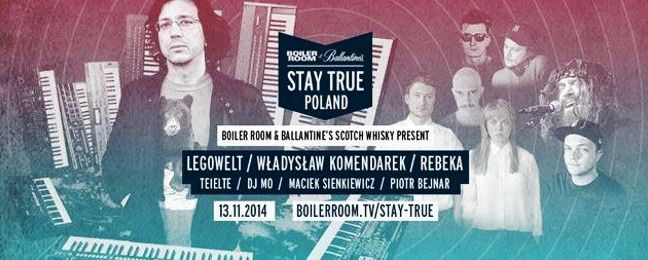 BOILER ROOM & Ballantine's
STAY TRUE
POLAND
BOILER ROOM & BALLANTINE'S SCOTCH WHISKY PRESENT
LEGOWELT / WŁADYSŁAW KOMENDAREK / REBEKA
TEIELTE / DJ MO / MACIEK SIENKIEWICZ / PIOTR BEJNAR
13.11.2014 BOILERROOM.TV/STAY-TRUE